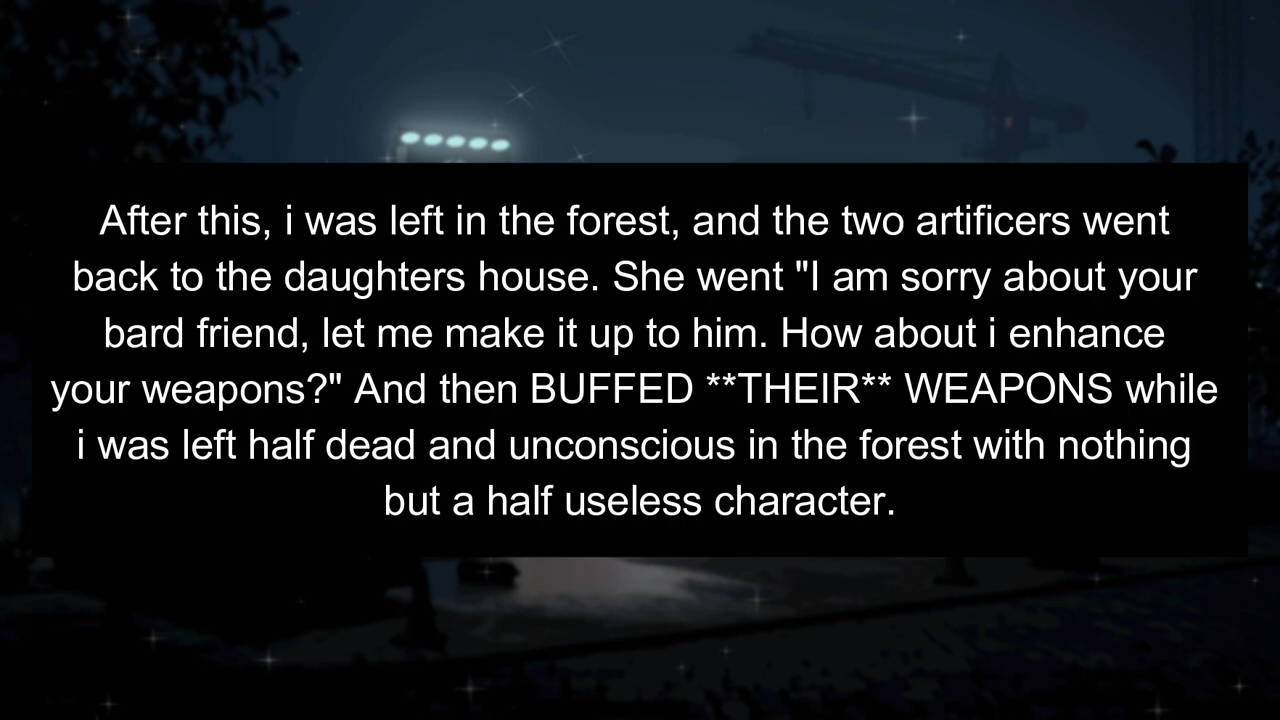 After this, i was left in the forest, and the two artificers went
back to the daughters house. She went "I am sorry about your
bard friend, let me make it up to him. How about i enhance
your weapons?" And then BUFFED **THEIR** WEAPONS while
i was left half dead and unconscious in the forest with nothing
but a half useless character.